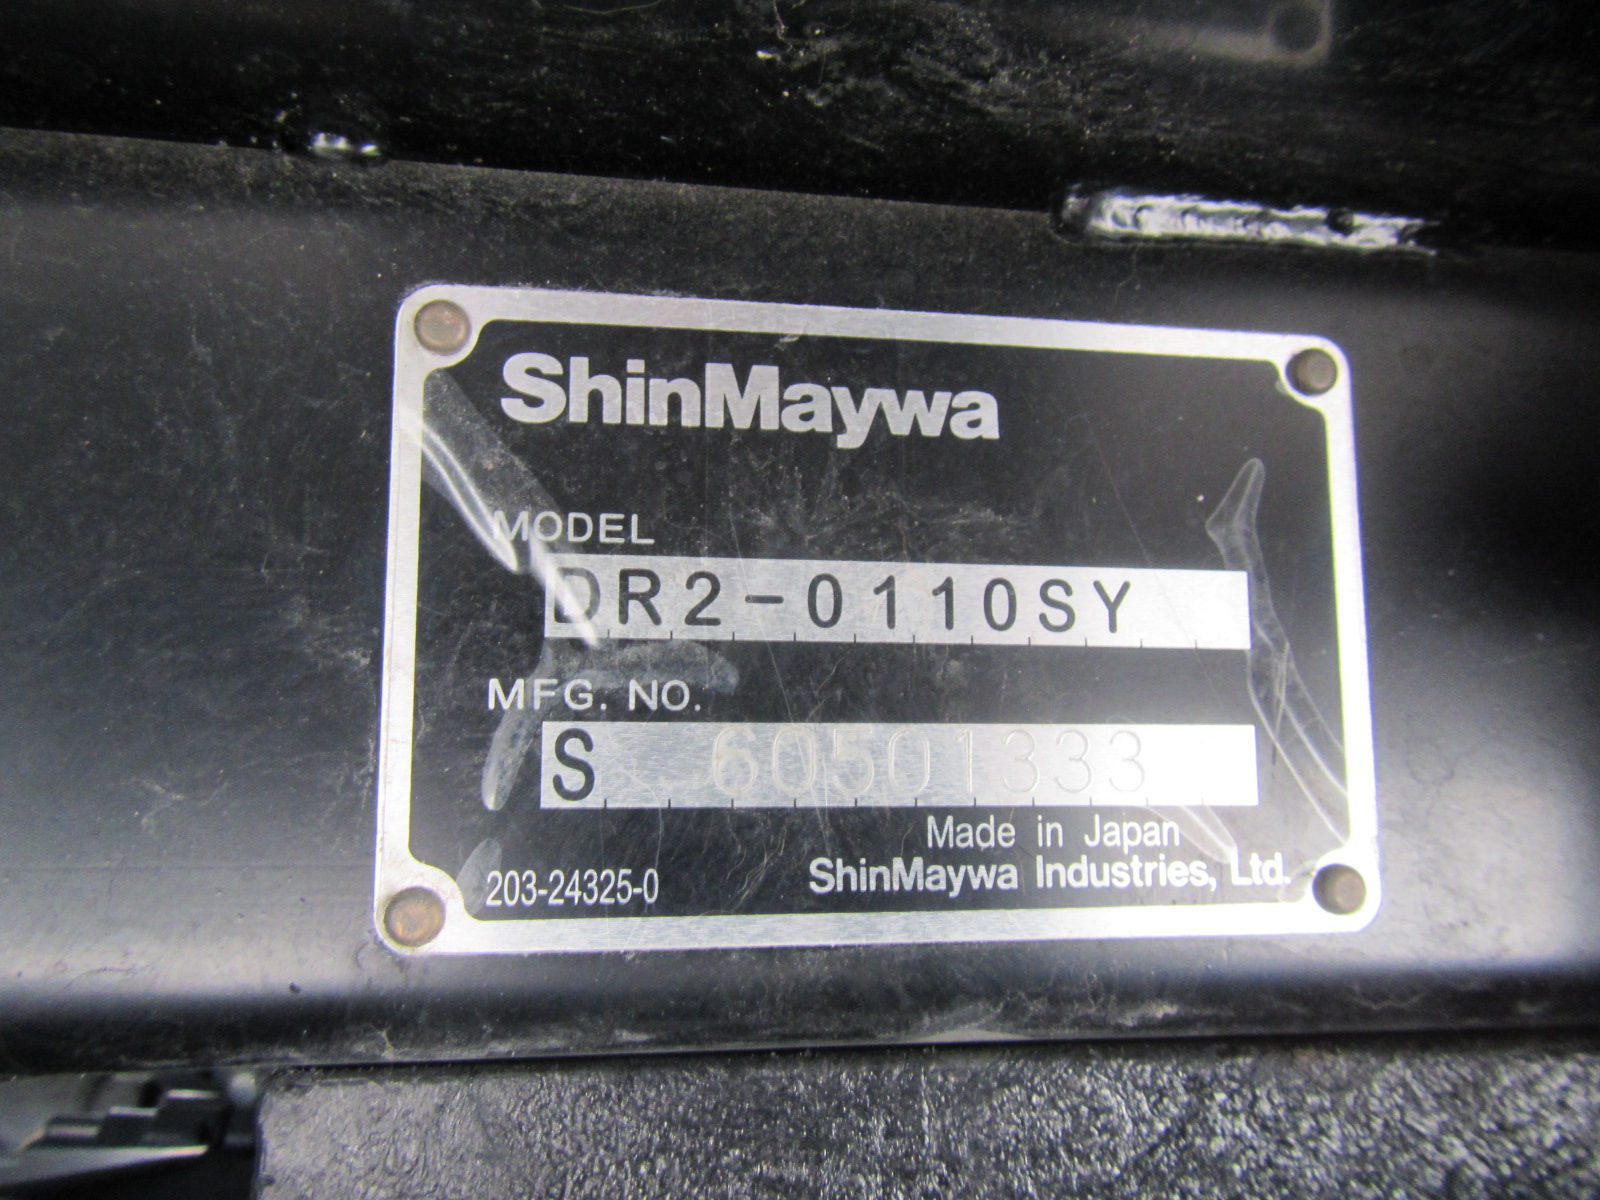 ShinMaywa
MODEL
DR2-0110SY
MFG. NO.
S 60501333
Made in Japan
203-24325-0 ShinMaywa Industries, Ltd.